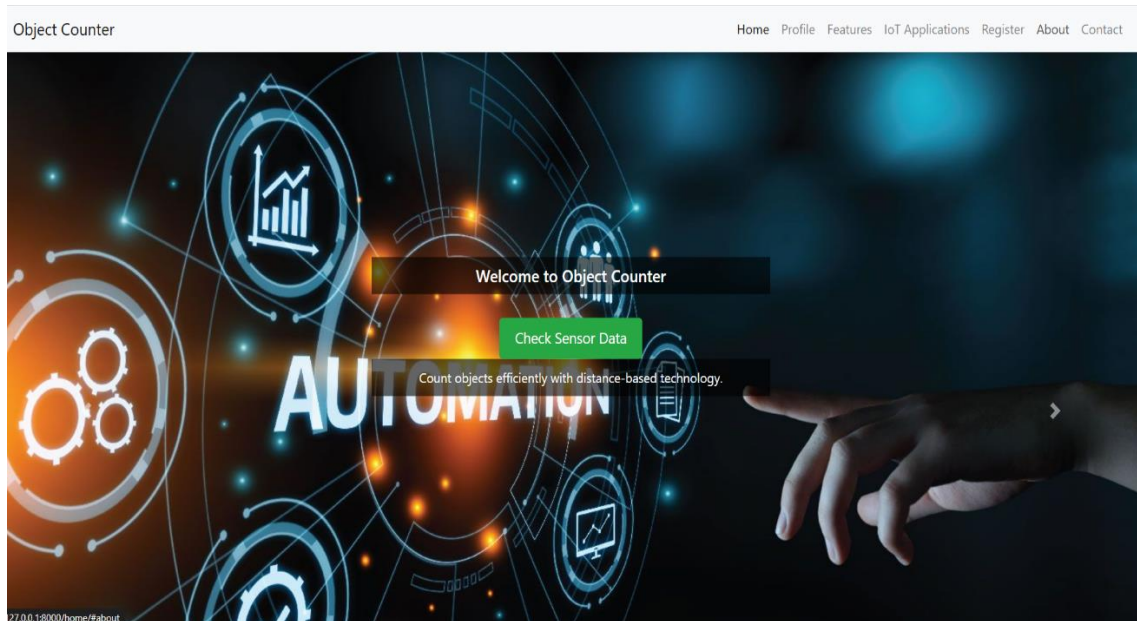 Object Counter
Home Profile Features IoT Applications Register About Contact
Welcome to Object Counter
Check Sensor Data
Count objects efficiently with distance-based technology.
AUTOMATION
127.0.0.1:8000/home/#about